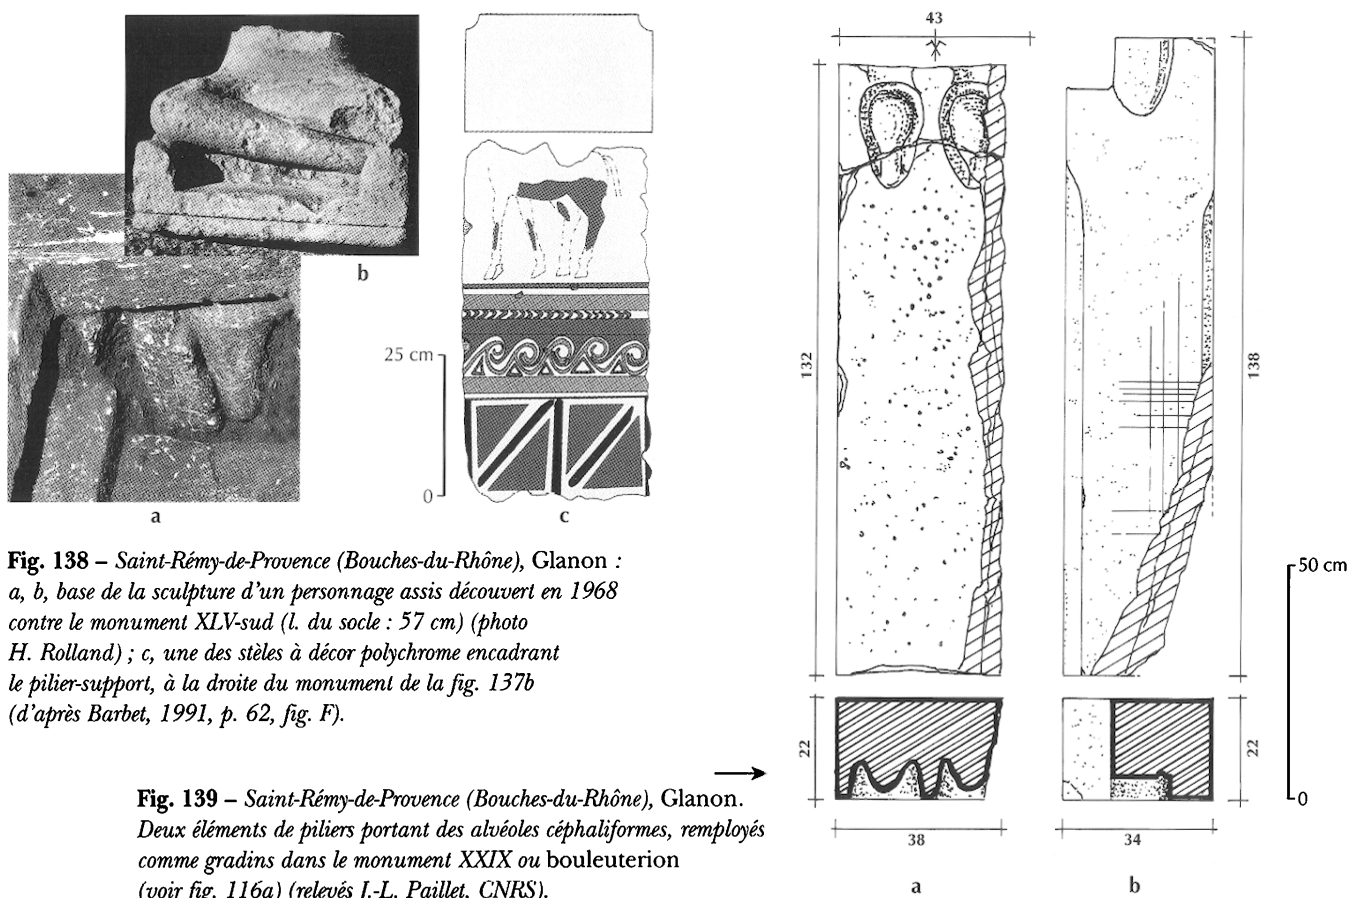 b
a
25 cm
0
c
Fig. 138 – Saint-Rémy-de-Provence (Bouches-du-Rhône), Glanon :
a, b, base de la sculpture d'un personnage assis découvert en 1968
contre le monument XLV-sud (l. du socle : 57 cm) (photo
H. Rolland) ; c, une des stèles à décor polychrome encadrant
le pilier-support, à la droite du monument de la fig. 137b
(d'après Barbet, 1991, p. 62, fig. F).
Fig. 139 – Saint-Rémy-de-Provence (Bouches-du-Rhône), Glanon.
Deux éléments de piliers portant des alvéoles céphaliformes, remployés
comme gradins dans le monument XXIX ou bouleuterion
(voir fig. 116a) (relevés J.-L. Paillet, CNRS).
43
132
138
22
22
38
34
50 cm
0
a
b